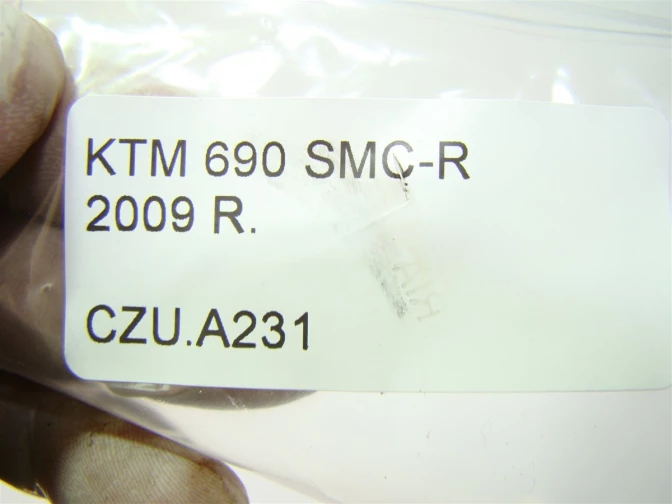 KTM 690 SMC-R
2009 R.
CZU.A231